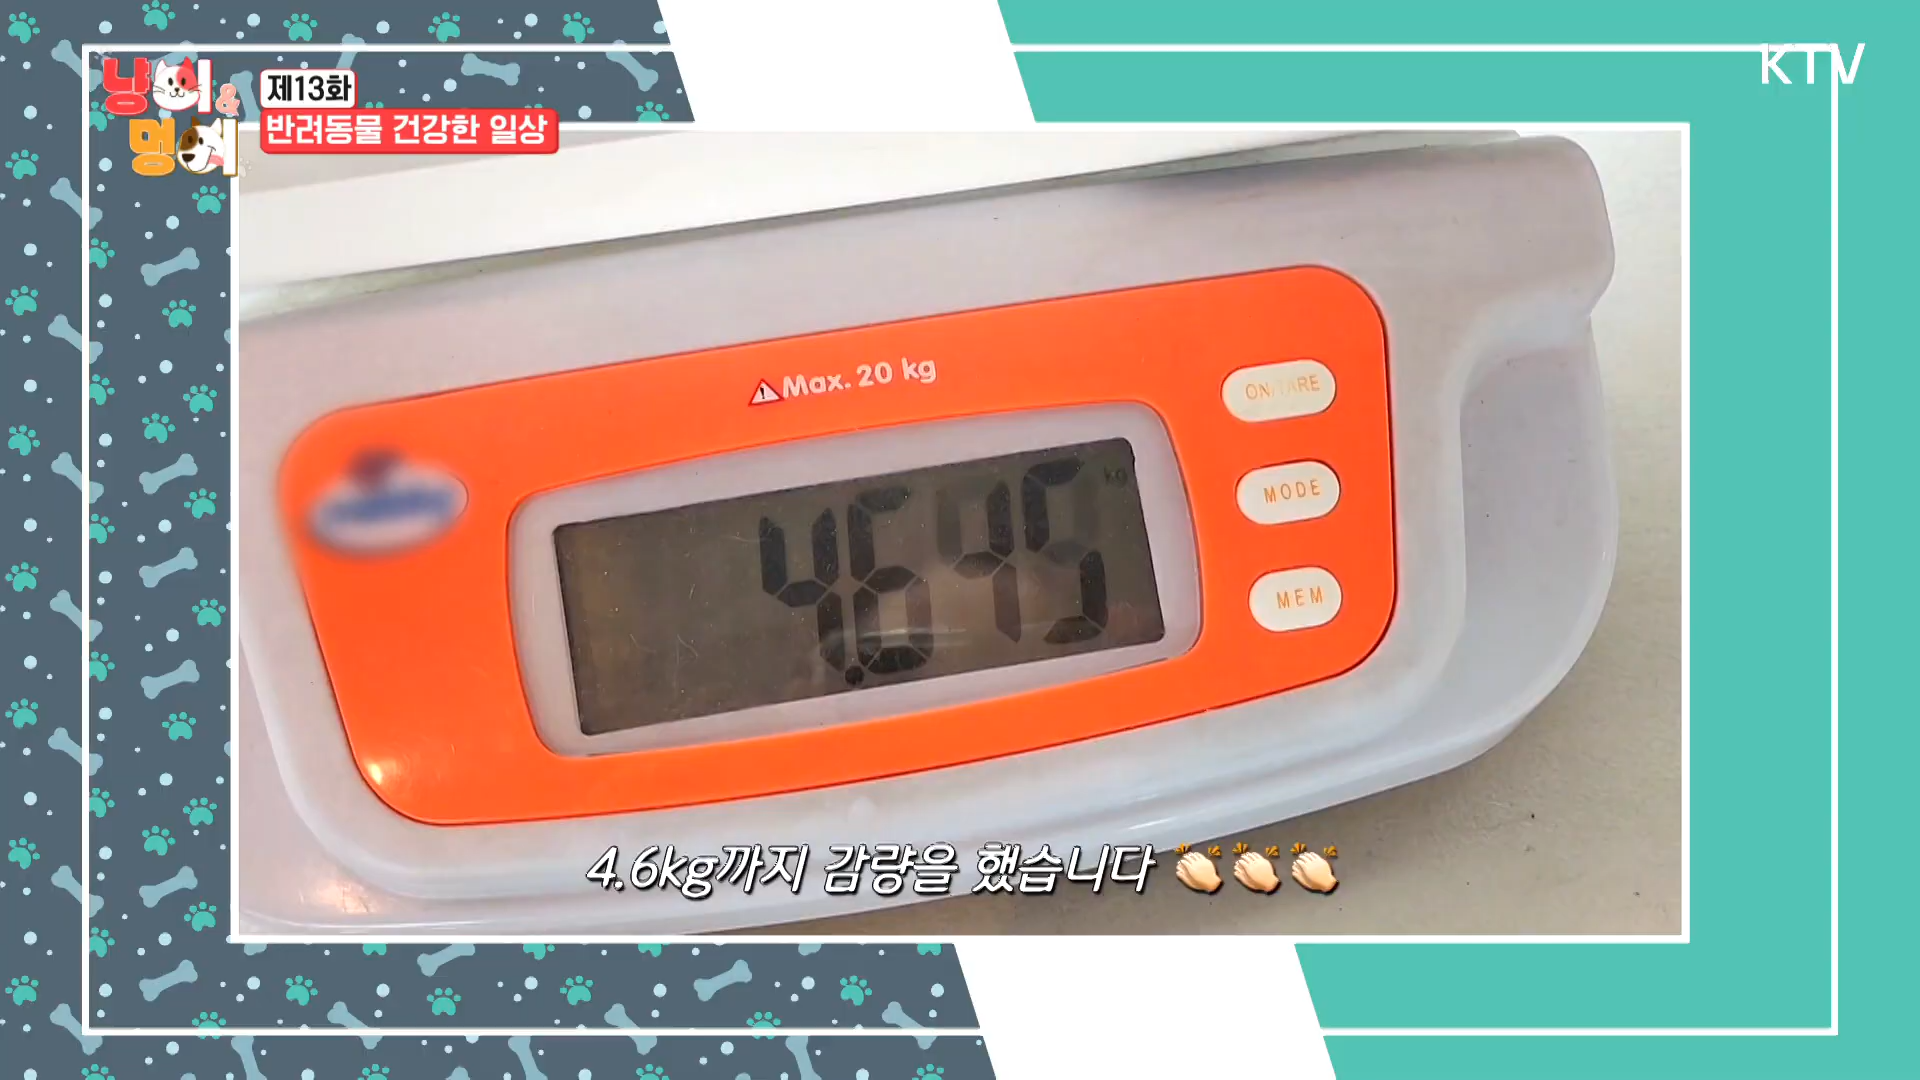 냥이&
멍이
제13화
반려동물 건강한 일상
KTV
Max. 20 kg
ON/TARE
kg
4.645
MODE
MEM
4.6kg까지 감량을 했습니다 👏👏👏